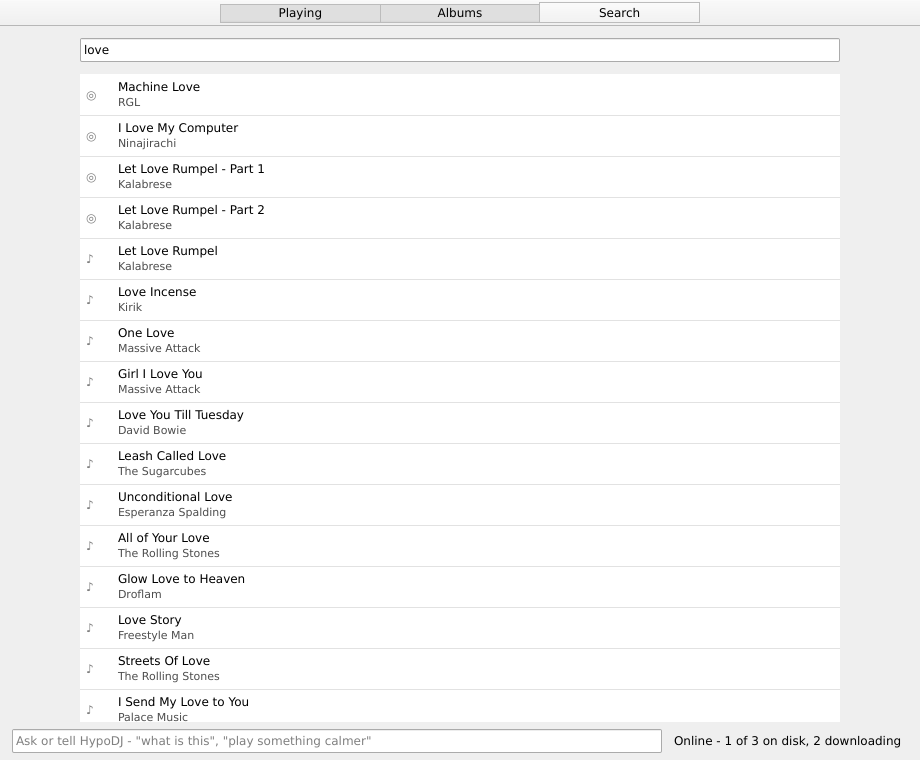 Playing Albums Search
love
Machine Love
RGL
I Love My Computer
Ninajirachi
Let Love Rumpel - Part 1
Kalabrese
Let Love Rumpel - Part 2
Kalabrese
Let Love Rumpel
Kalabrese
Love Incense
Kirik
One Love
Massive Attack
Girl I Love You
Massive Attack
Love You Till Tuesday
David Bowie
Leash Called Love
The Sugarcubes
Unconditional Love
Esperanza Spalding
All of Your Love
The Rolling Stones
Glow Love to Heaven
Droflam
Love Story
Freestyle Man
Streets Of Love
The Rolling Stones
I Send My Love to You
Palace Music
Ask or tell HypoDJ - "what is this", "play something calmer" Online - 1 of 3 on disk, 2 downloading